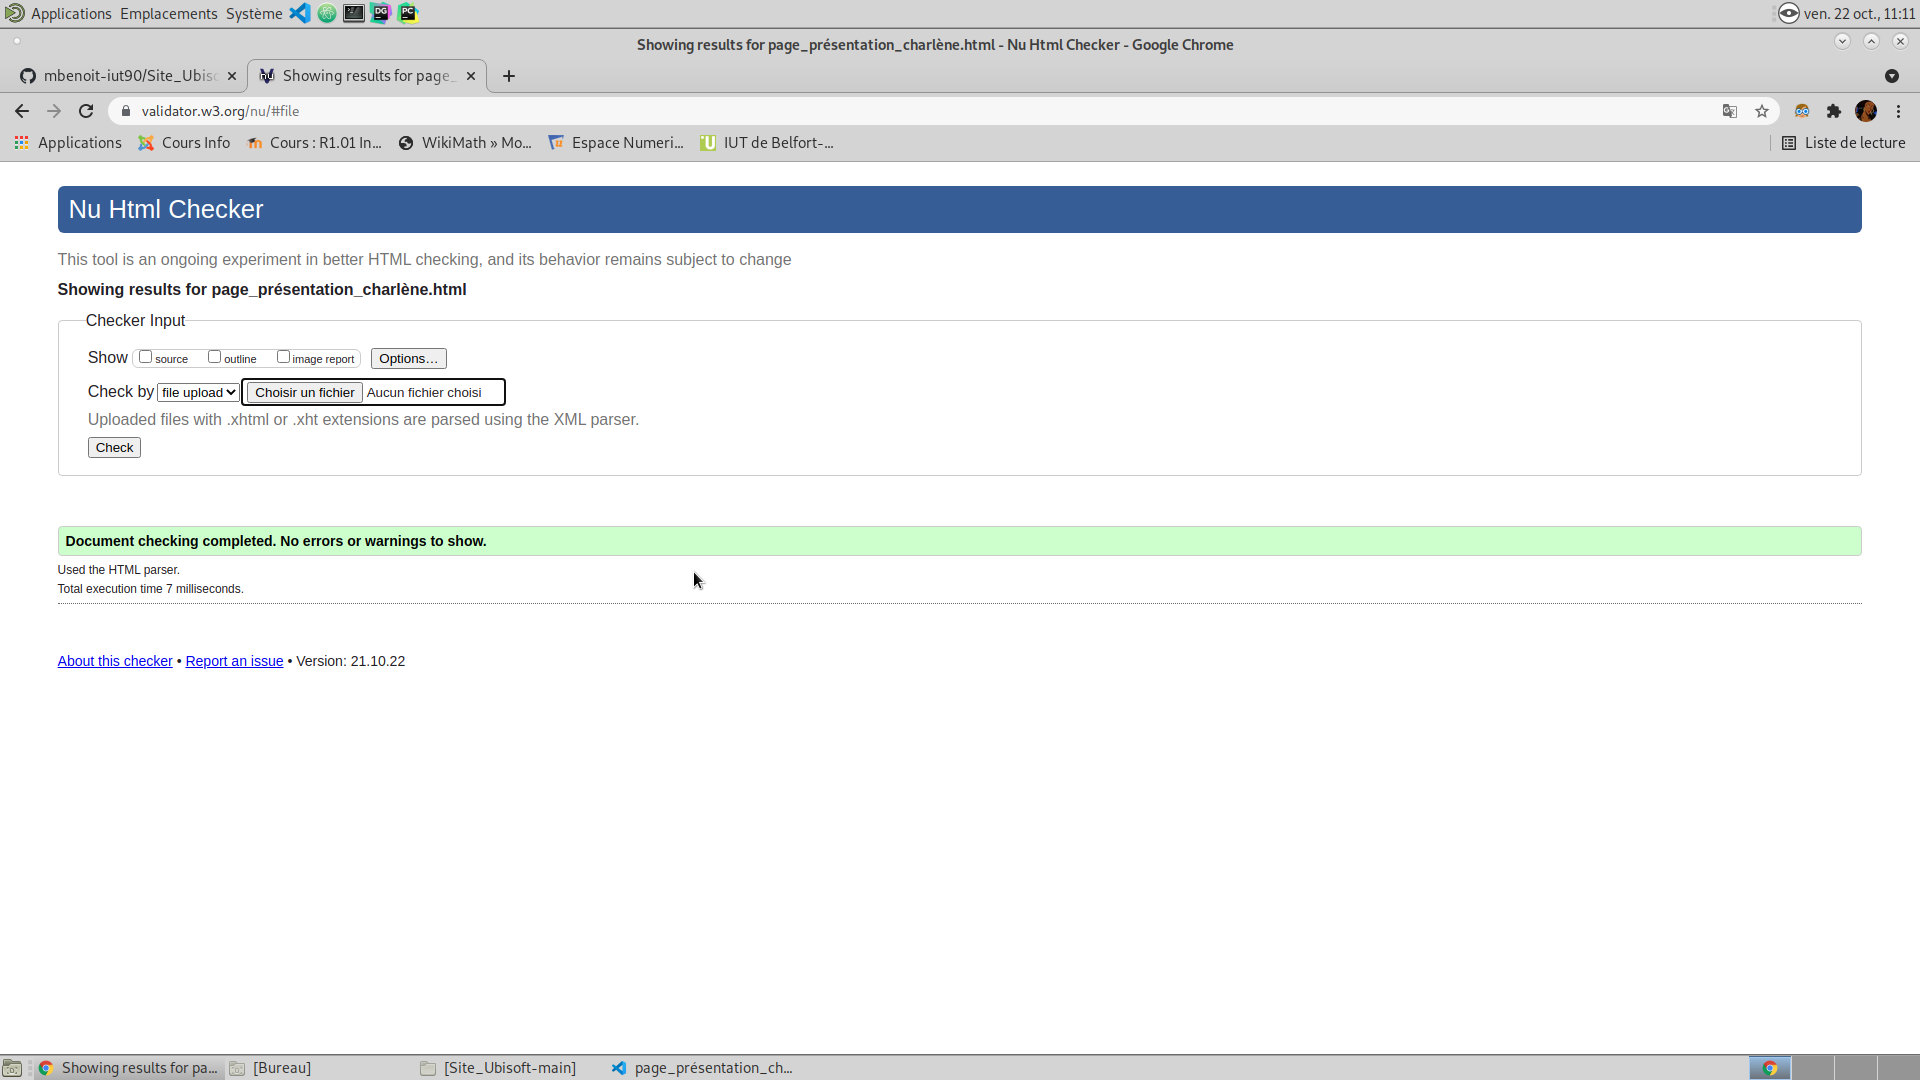 Applications Emplacements Système DG PC ven. 22 oct., 11:11
Showing results for page_présentation_charlène.html - Nu Html Checker - Google Chrome
mbenoit-iut90/Site_Ubisc Showing results for page_
validator.w3.org/nu/#file
Applications Cours Info Cours : R1.01 In... WikiMath » Mo... Espace Numeri... IUT de Belfort-... Liste de lecture
Nu Html Checker
This tool is an ongoing experiment in better HTML checking, and its behavior remains subject to change
Showing results for page_présentation_charlène.html
Checker Input
Show source outline image report Options...
Check by file upload Choisir un fichier Aucun fichier choisi
Uploaded files with .xhtml or .xht extensions are parsed using the XML parser.
Check
Document checking completed. No errors or warnings to show.
Used the HTML parser.
Total execution time 7 milliseconds.
About this checker • Report an issue • Version: 21.10.22
Showing results for pa... [Bureau] [Site_Ubisoft-main] page_présentation_ch...